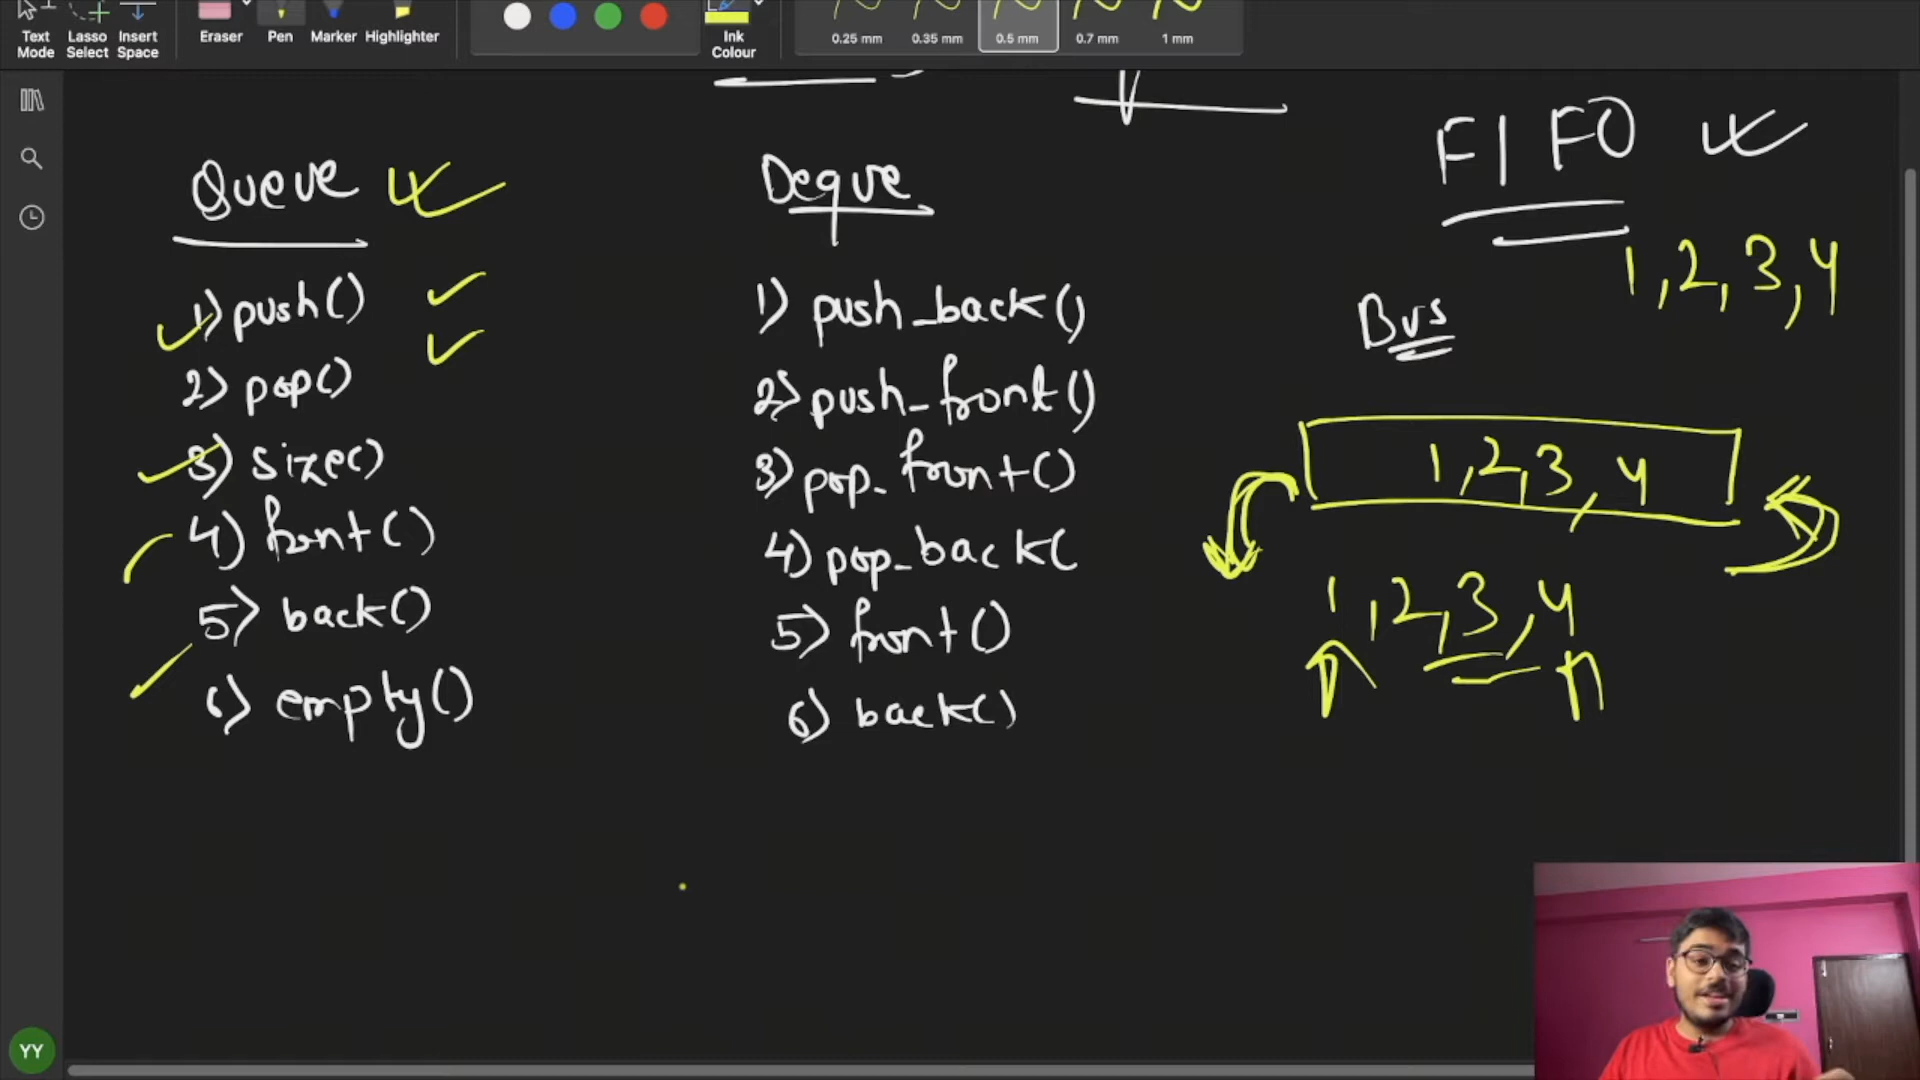 Text Mode
Lasso Select
Insert Space
Eraser
Pen
Marker
Highlighter
Ink Colour
0.25 mm
0.35 mm
0.5 mm
0.7 mm
1 mm
Queue
1) push()
2) pop()
3) size()
4) front()
5) back()
6) empty()
Deque
1) push_back()
2) push_front()
3) pop_front()
4) pop_back(
5) front()
6) back()
FIFO
1,2,3,4
Bus
1,2,3,4
1,2,3,4
YY